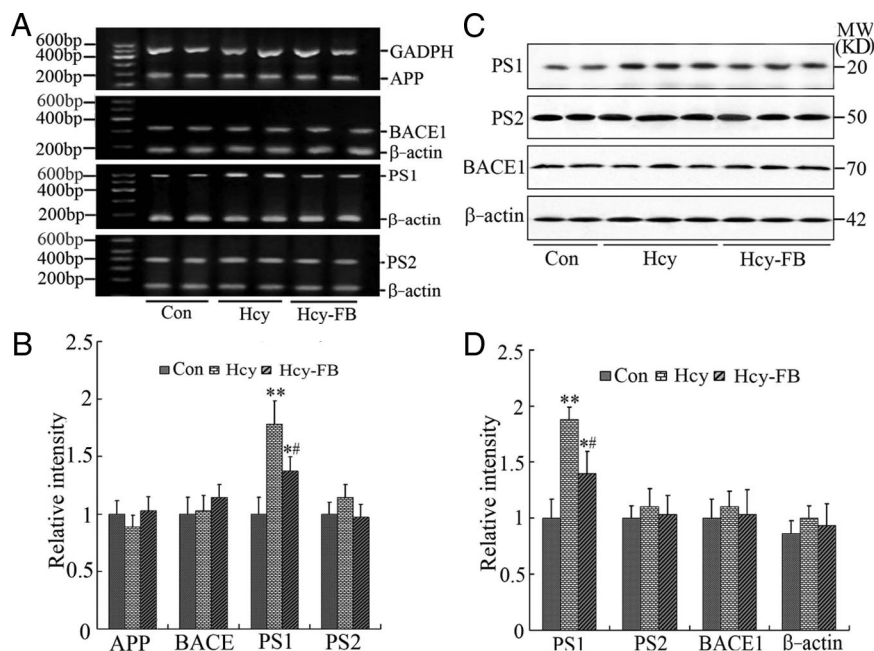 A
600bp
400bp
GADPH
200bp
APP
600bp
400bp
BACE1
200bp
β-actin
600bp
PS1
400bp
200bp
β-actin
600bp
400bp
PS2
200bp
β-actin
Con Hcy Hcy-FB
B
2.5
2
1.5
1
0.5
0
Relative intensity
Con Hcy Hcy-FB
**
*#
APP BACE PS1 PS2
C
MW
(KD)
PS1 20
PS2 50
BACE1 70
β-actin 42
Con Hcy Hcy-FB
D
2.5
2
1.5
1
0.5
0
Relative intensity
Con Hcy Hcy-FB
**
*#
PS1 PS2 BACE1 β-actin